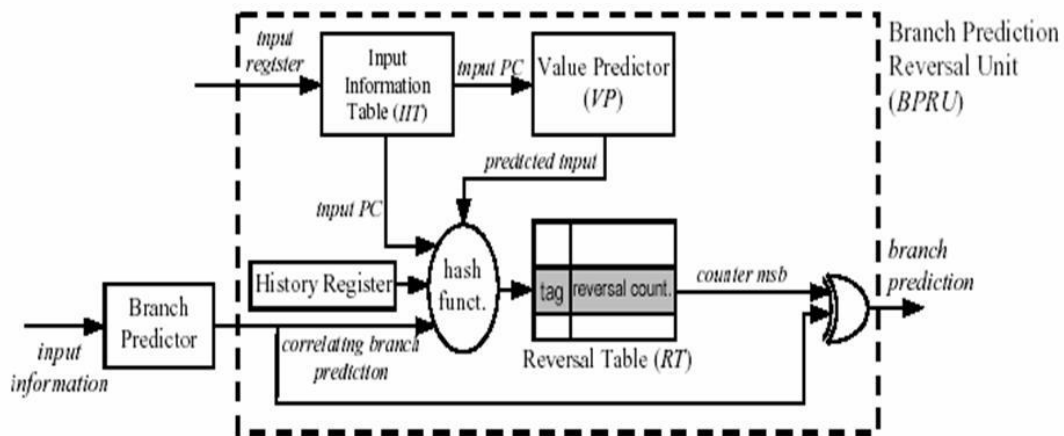 input
register
Input
Information
Table (IIT)
input PC
Value Predictor
(VP)
Branch Prediction
Reversal Unit
(BPRU)
predicted input
input PC
History Register
hash
funct.
tag
reversal count.
counter msb
branch
prediction
Branch
Predictor
input
information
correlating branch
prediction
Reversal Table (RT)